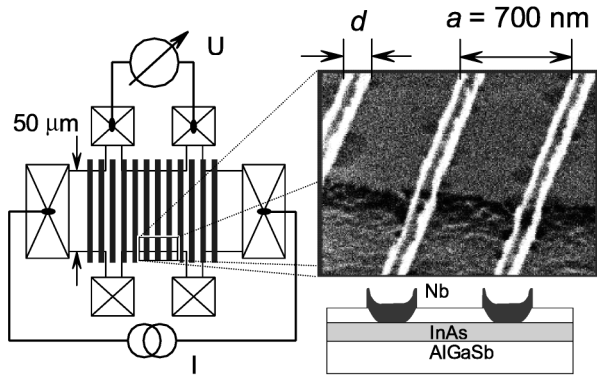 U
d
a = 700 nm
50 μm
Nb
InAs
AlGaSb
I